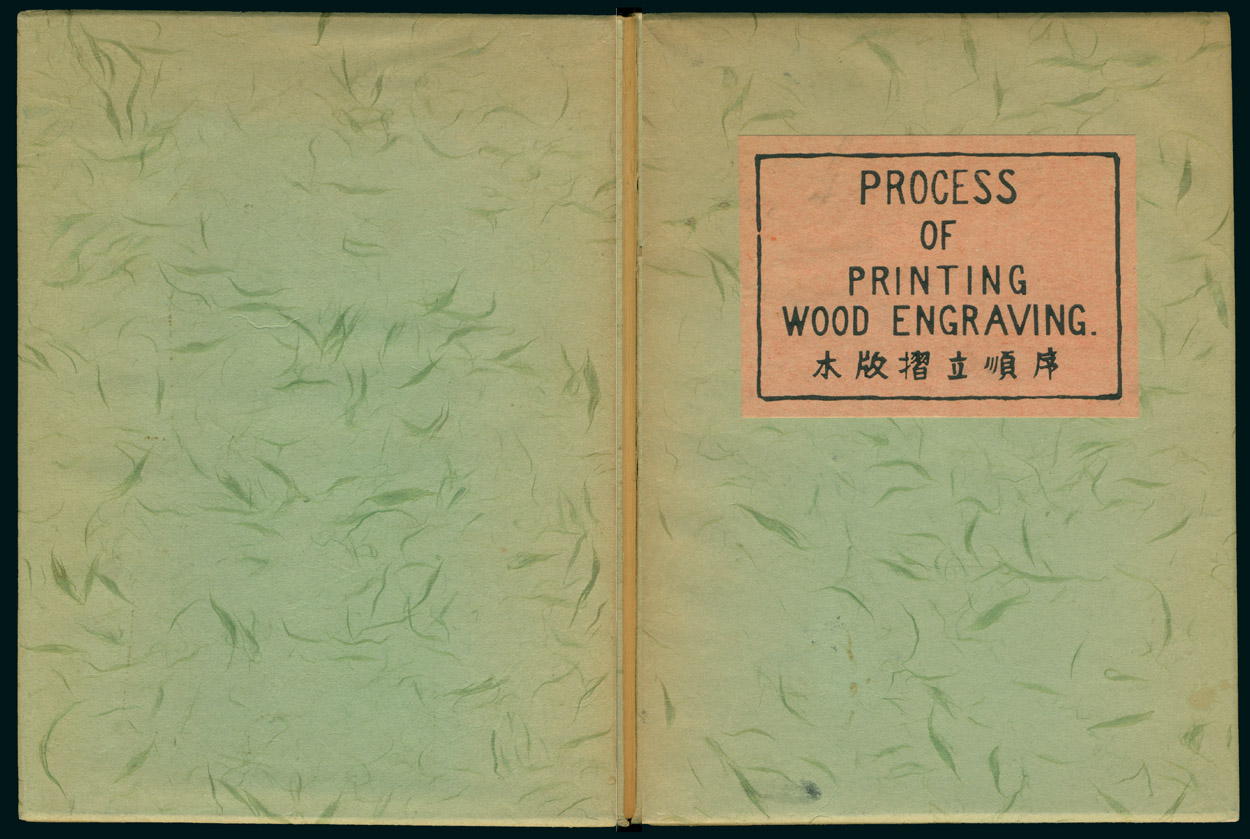 PROCESS
OF
PRINTING
WOOD ENGRAVING.
木版摺立順序